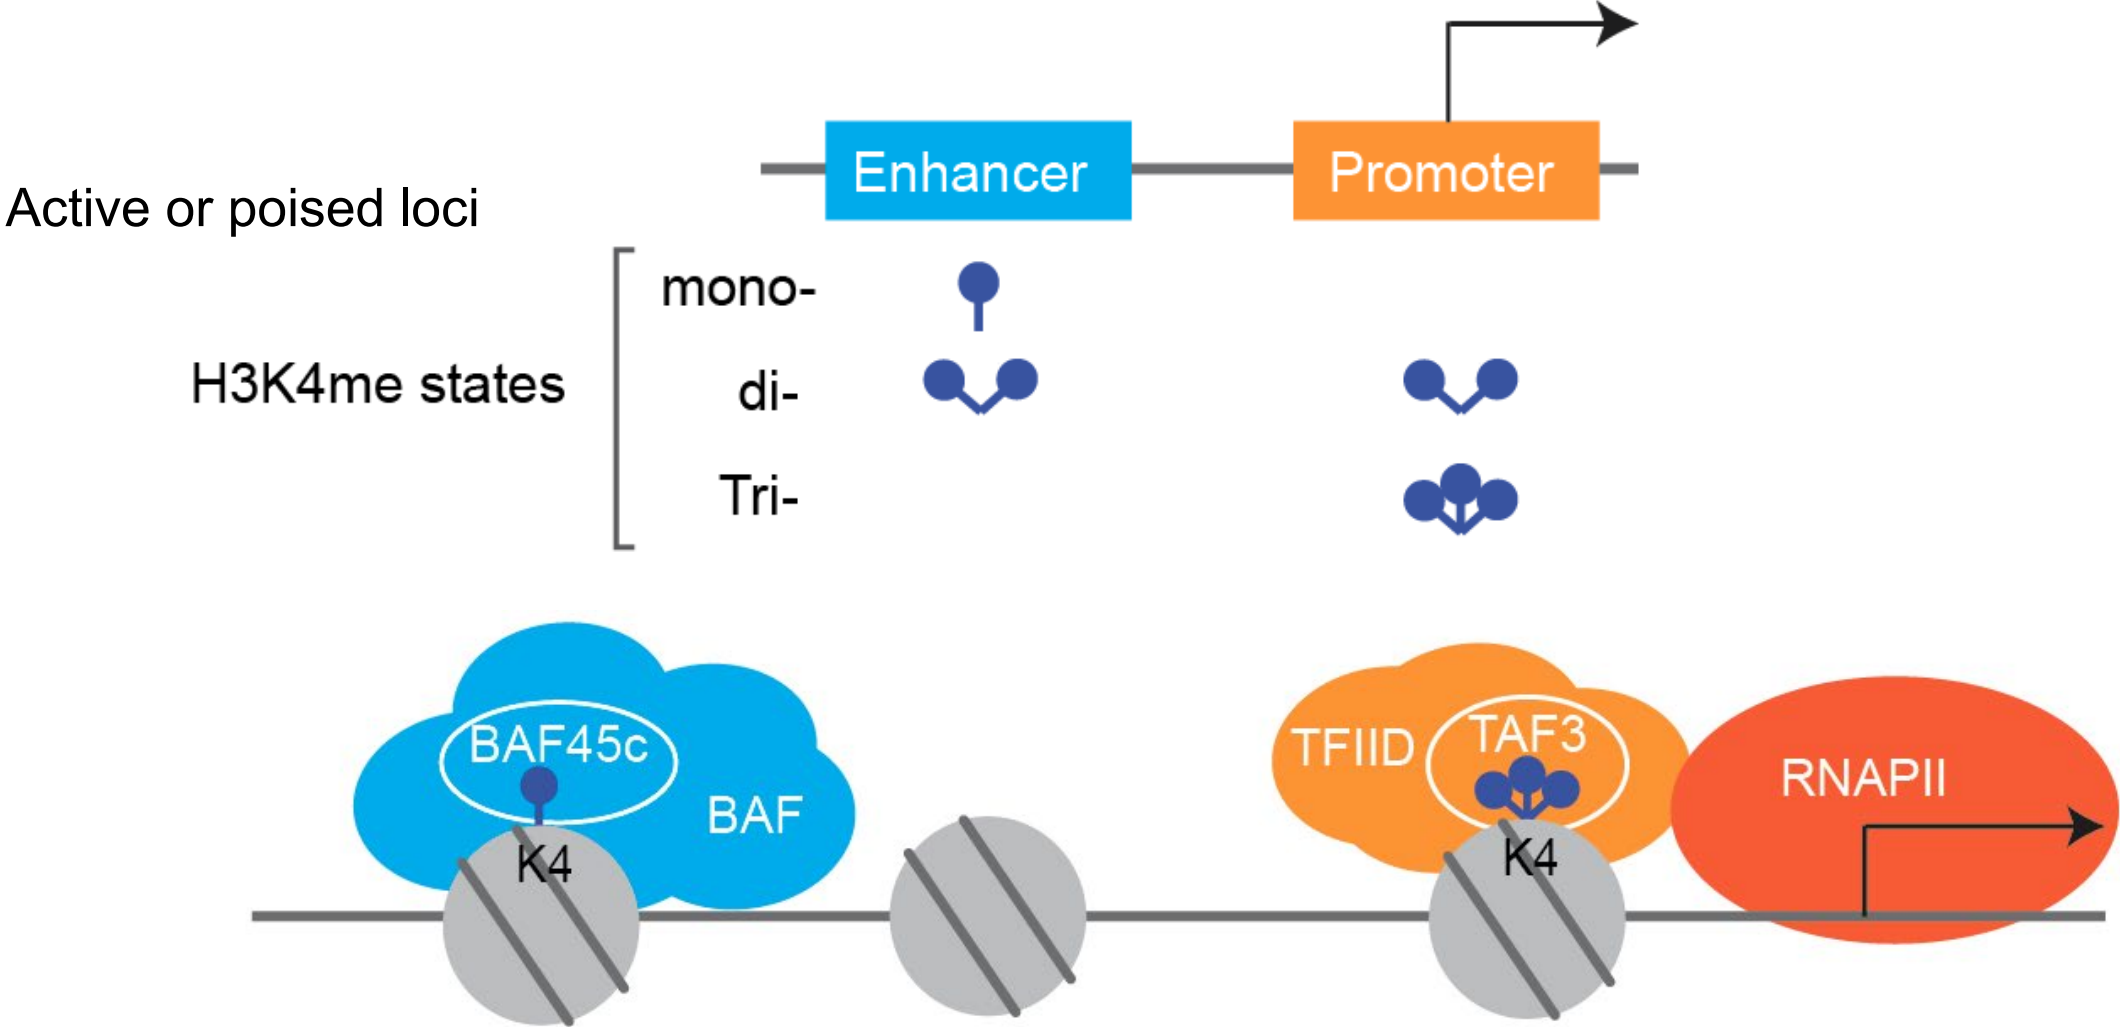 Enhancer
Promoter
Active or poised loci
mono-
H3K4me states
di-
Tri-
BAF45c
BAF
K4
TFIID
TAF3
K4
RNAPII